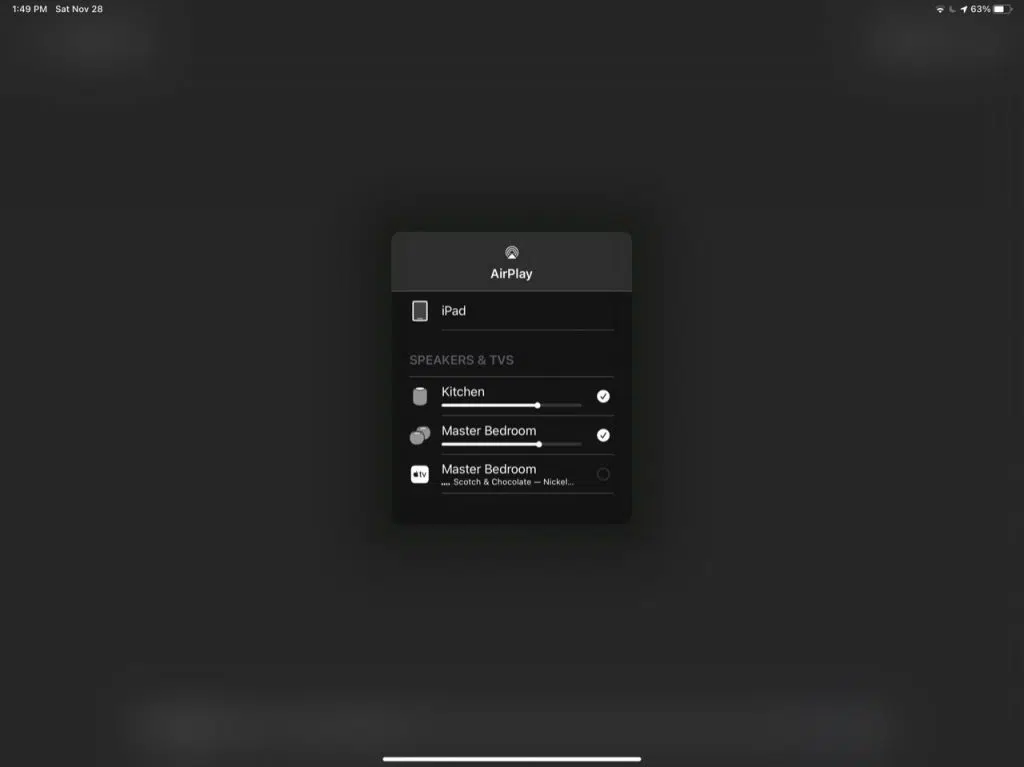 1:49 PM Sat Nov 28
63%
AirPlay
iPad
SPEAKERS & TVS
Kitchen
Master Bedroom
tv Master Bedroom
Scotch & Chocolate — Nickel...